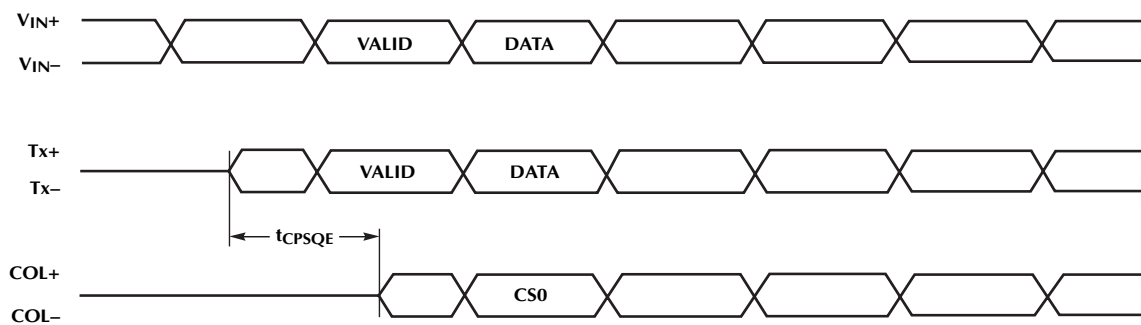 VIN+
VALID DATA
VIN–
Tx+
VALID DATA
Tx–
tCPSQE
COL+
CS0
COL–